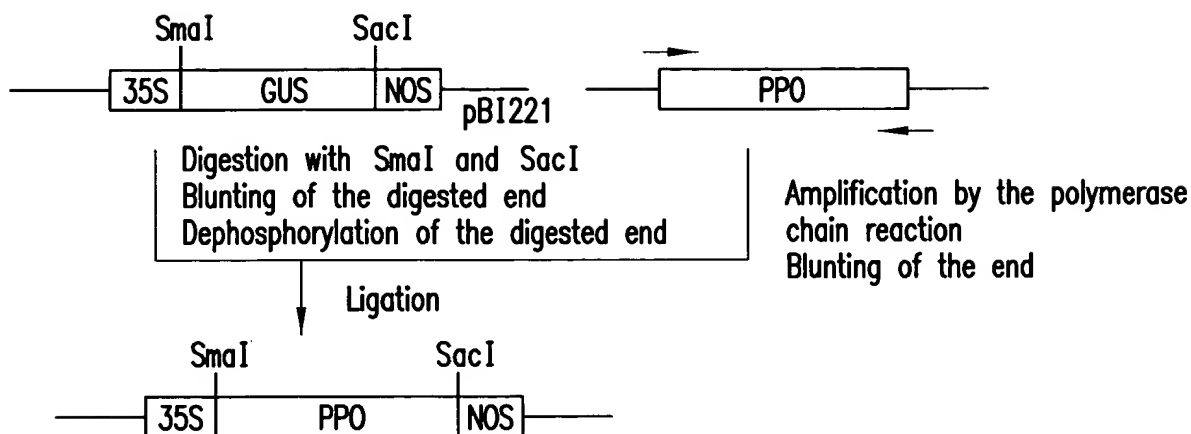 SmaI SacI
35S GUS NOS PPO
pBI221
Digestion with SmaI and SacI
Blunting of the digested end
Dephosphorylation of the digested end
Amplification by the polymerase
chain reaction
Blunting of the end
Ligation
SmaI SacI
35S PPO NOS